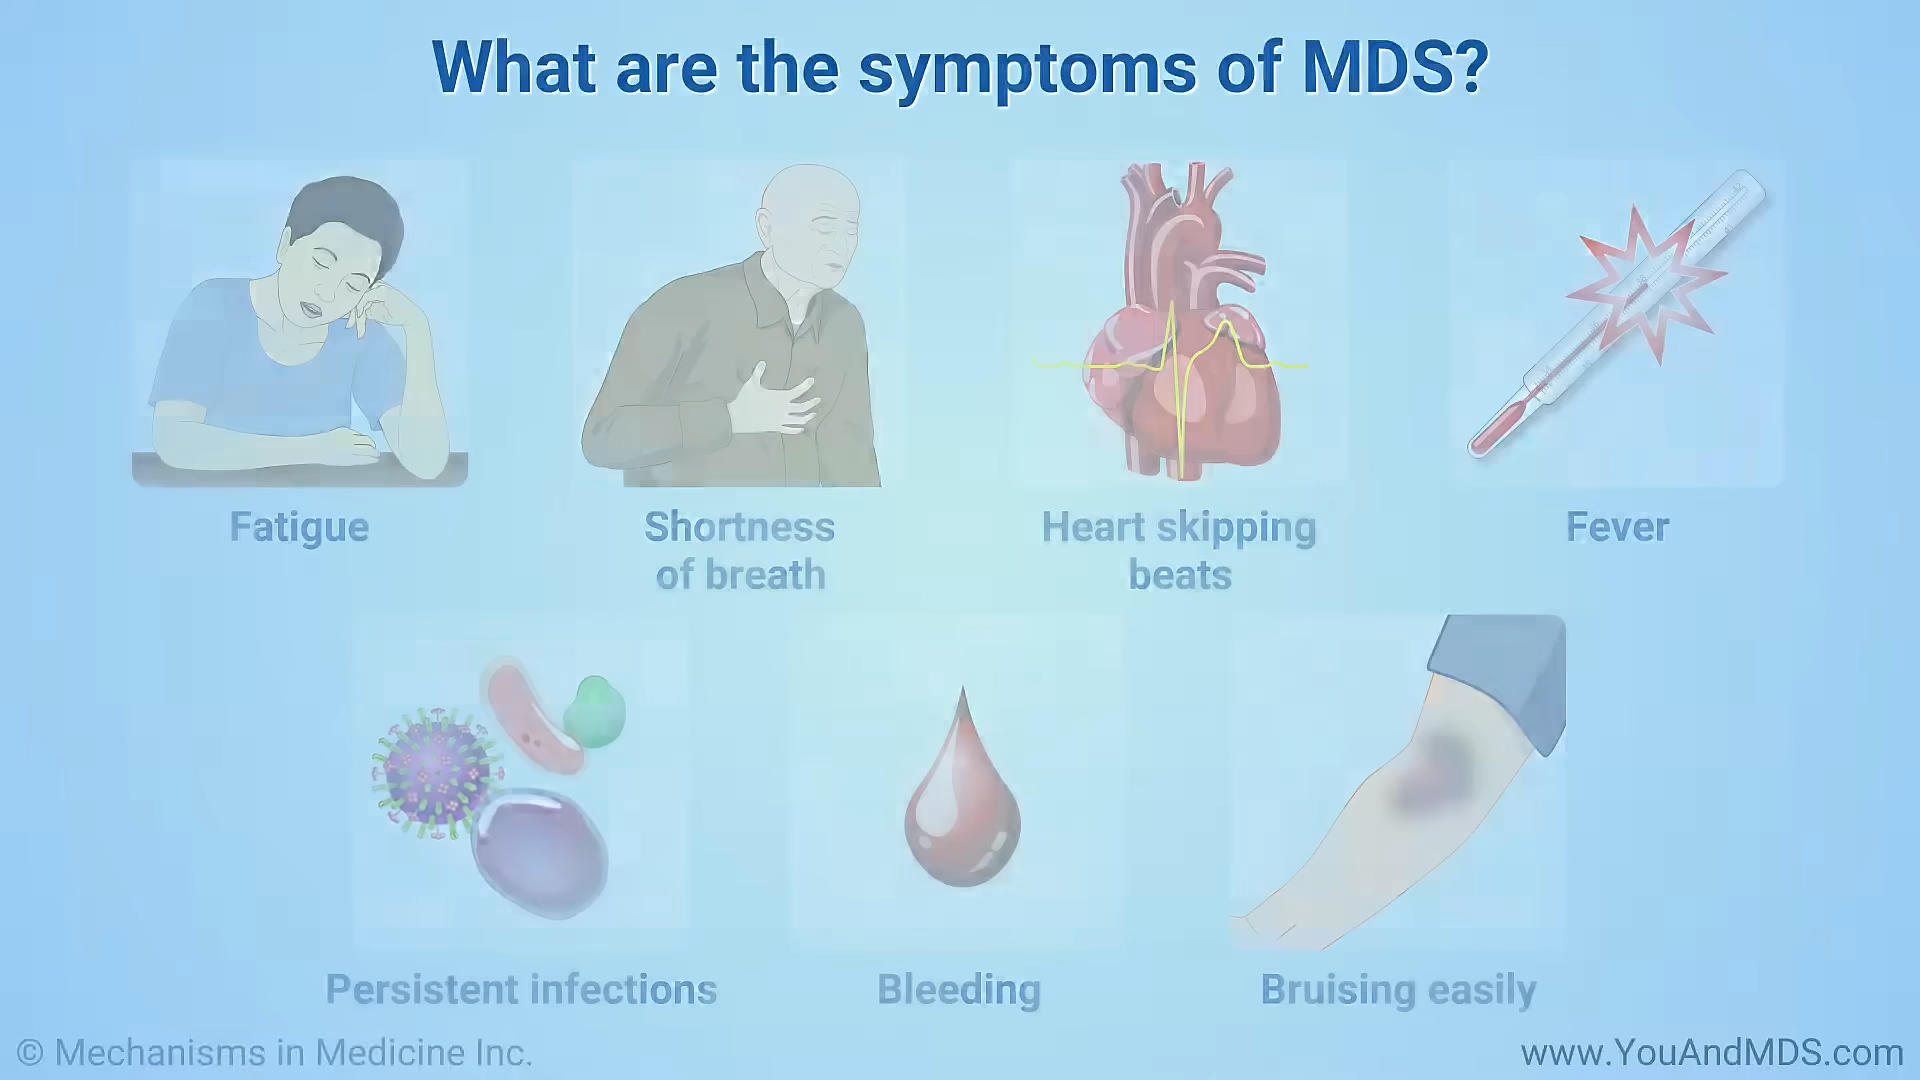 What are the symptoms of MDS?
Fatigue
Shortness
of breath
Heart skipping
beats
Fever
Persistent infections
Bleeding
Bruising easily
© Mechanisms in Medicine Inc.
www.YouAndMDS.com